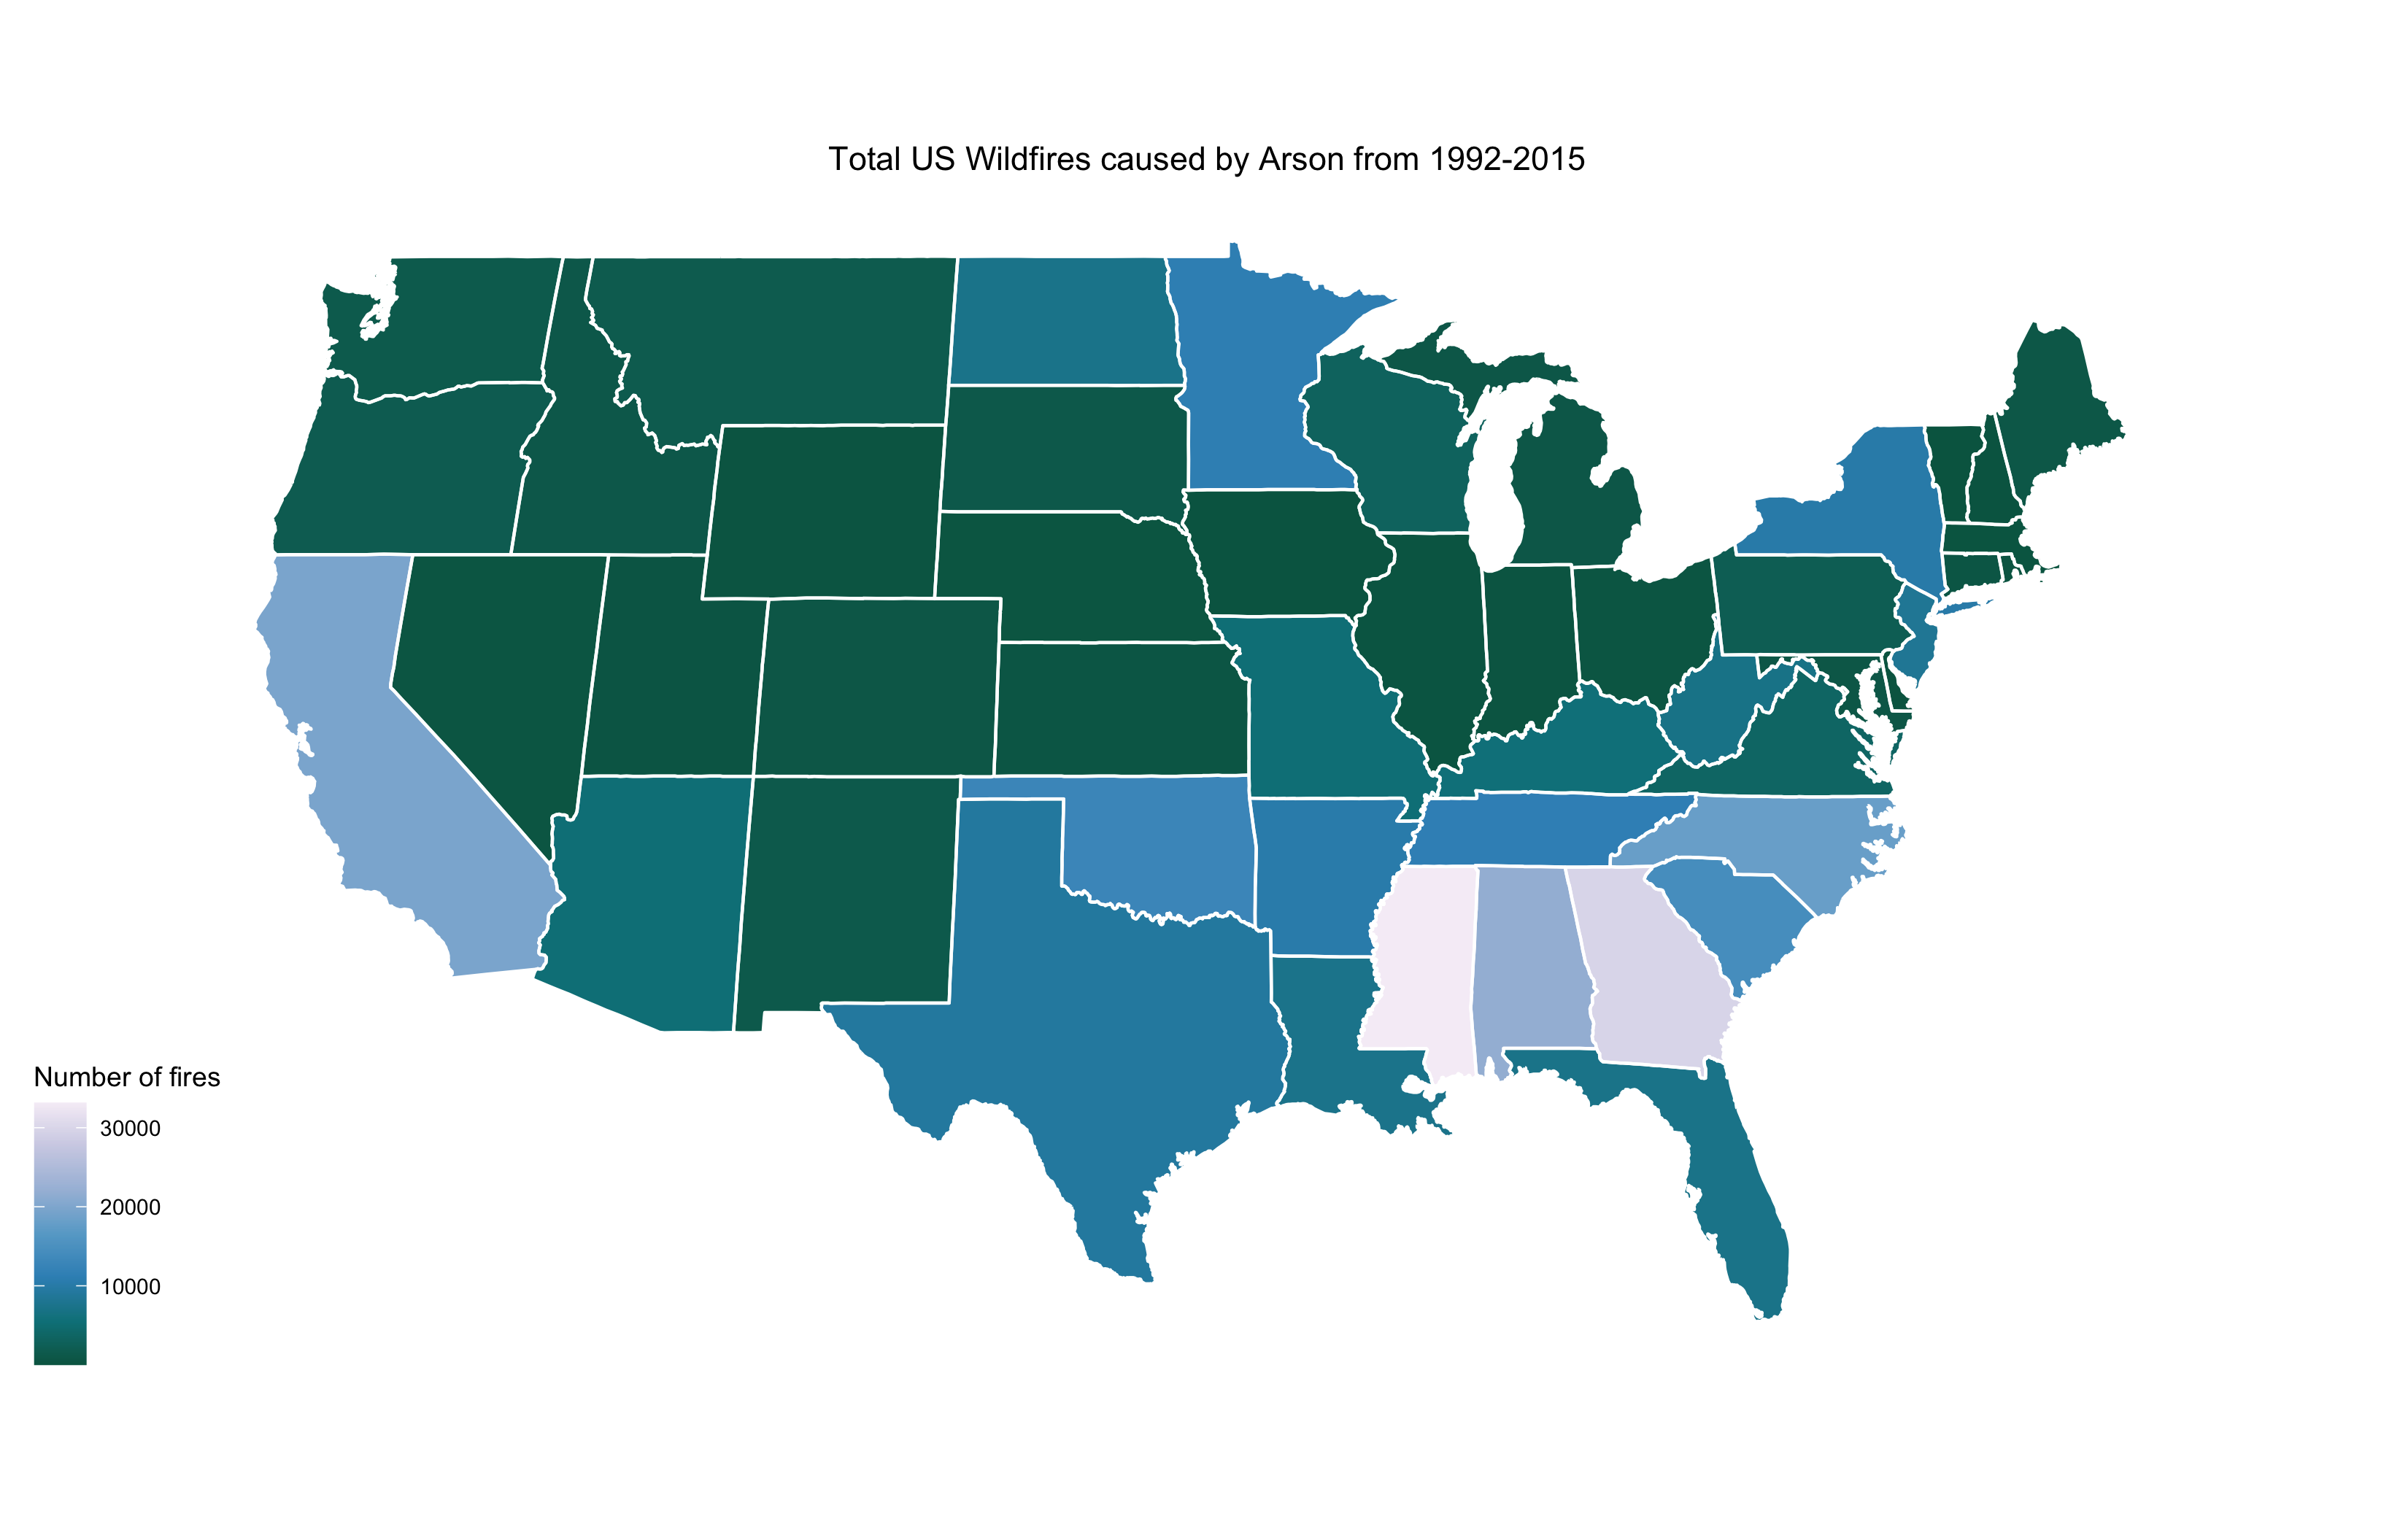 Total US Wildfires caused by Arson from 1992-2015
Number of fires
30000
20000
10000